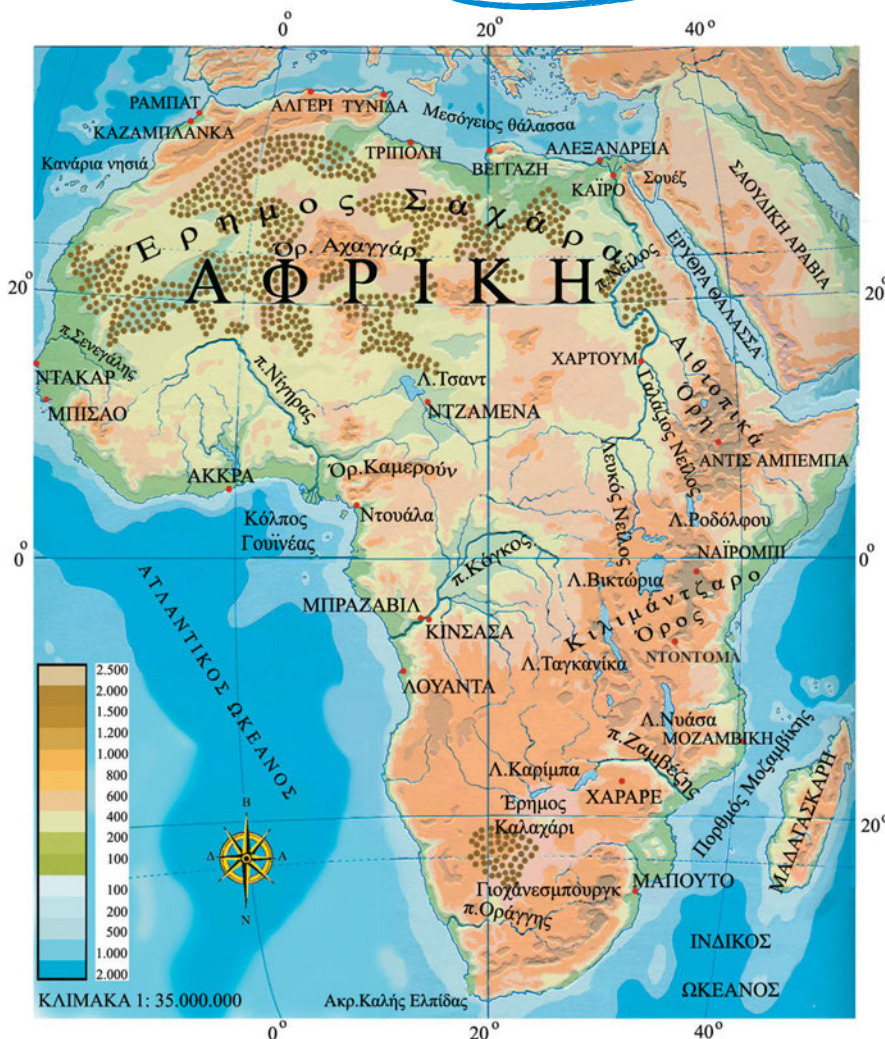 0° 20° 40°
ΡΑΜΠΑΤ
ΚΑΖΑΜΠΛΑΝΚΑ
ΑΛΓΕΡΙ
ΤΥΝΙΔΑ
Μεσόγειος θάλασσα
Κανάρια νησιά
ΤΡΙΠΟΛΗ
ΒΕΓΓΑΖΗ
ΑΛΕΞΑΝΔΡΕΙΑ
ΚΑΪΡΟ
Σουέζ
ΣΑΟΥΔΙΚΗ ΑΡΑΒΙΑ
Έρημος Σαχάρα
Όρ. Αχαγγάρ
ΑΦΡΙΚΗ
π.Νείλος
ΕΡΥΘΡΑ ΘΑΛΑΣΣΑ
20° 20°
π.Σενεγάλης
ΝΤΑΚΑΡ
ΜΠΙΣΑΟ
π.Νίγηρας
Λ.Τσαντ
ΝΤΖΑΜΕΝΑ
ΧΑΡΤΟΥΜ
Αιθιοπικά
Όρη
Γαλάζιος Νείλος
ΑΝΤΙΣ ΑΜΠΕΜΠΑ
ΑΚΚΡΑ
Όρ.Καμερούν
Λευκός Νείλος
Κόλπος
Γουϊνέας
Ντουάλα
Λ.Ροδόλφου
ΝΑΪΡΟΜΠΙ
0° 0°
π.Κόγκος
Λ.Βικτώρια
ΑΤΛΑΝΤΙΚΟΣ ΩΚΕΑΝΟΣ
ΜΠΡΑΖΑΒΙΛ
ΚΙΝΣΑΣΑ
Κιλιμάντζαρο
Όρος
ΝΤΟΝΤΟΜΑ
Λ.Ταγκανίκα
ΛΟΥΑΝΤΑ
Λ.Νυάσα
ΜΟΖΑΜΒΙΚΗ
π.Ζαμβέζης
Λ.Καρίμπα
ΧΑΡΑΡΕ
Πορθμός Μοζαμβίκης
ΜΑΔΑΓΑΣΚΑΡΗ
Έρημος
Καλαχάρι
20°
Γιοχάνεσμπουργκ
ΜΑΠΟΥΤΟ
π.Οράγγης
ΙΝΔΙΚΟΣ
ΩΚΕΑΝΟΣ
2.500
2.000
1.500
1.200
1.000
800
600
400
200
100
100
200
500
1.000
2.000
Β
Δ Α
Ν
ΚΛΙΜΑΚΑ 1: 35.000.000
Ακρ.Καλής Ελπίδας
0° 20° 40°